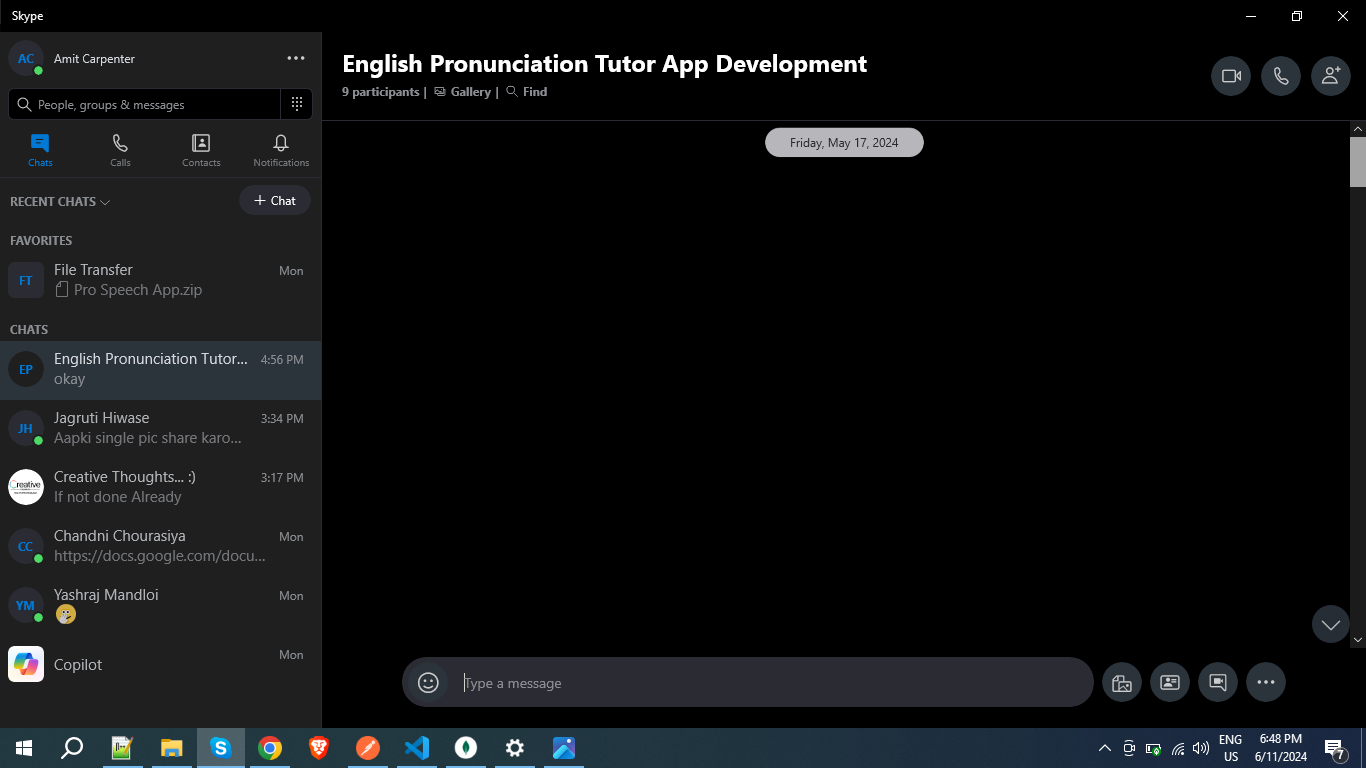 Skype
AC Amit Carpenter
People, groups & messages
Chats Calls Contacts Notifications
RECENT CHATS
Chat
FAVORITES
FT File Transfer Mon
Pro Speech App.zip
CHATS
EP English Pronunciation Tutor... 4:56 PM
okay
JH Jagruti Hiwase 3:34 PM
Aapki single pic share karo...
Creative Thoughts... :) 3:17 PM
If not done Already
CC Chandni Chourasiya Mon
https://docs.google.com/docu...
YM Yashraj Mandloi Mon
Copilot Mon
English Pronunciation Tutor App Development
9 participants | Gallery | Find
Friday, May 17, 2024
Type a message
ENG 6:48 PM
US 6/11/2024 7